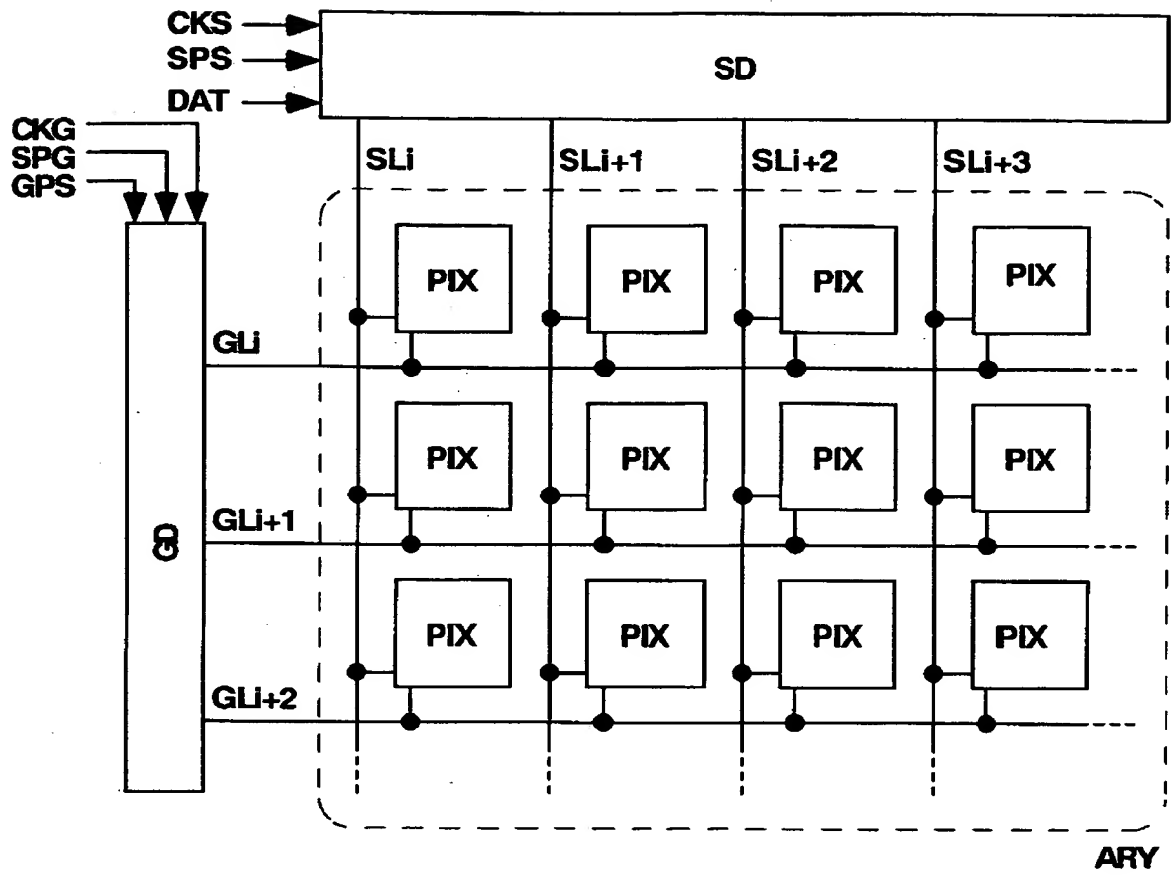 CKS
SPS
DAT
SD
CKG
SPG
GPS
SLi
SLi+1
SLi+2
SLi+3
PIX PIX PIX PIX
GLi
PIX PIX PIX PIX
GD
GLi+1
PIX PIX PIX PIX
GLi+2
ARY